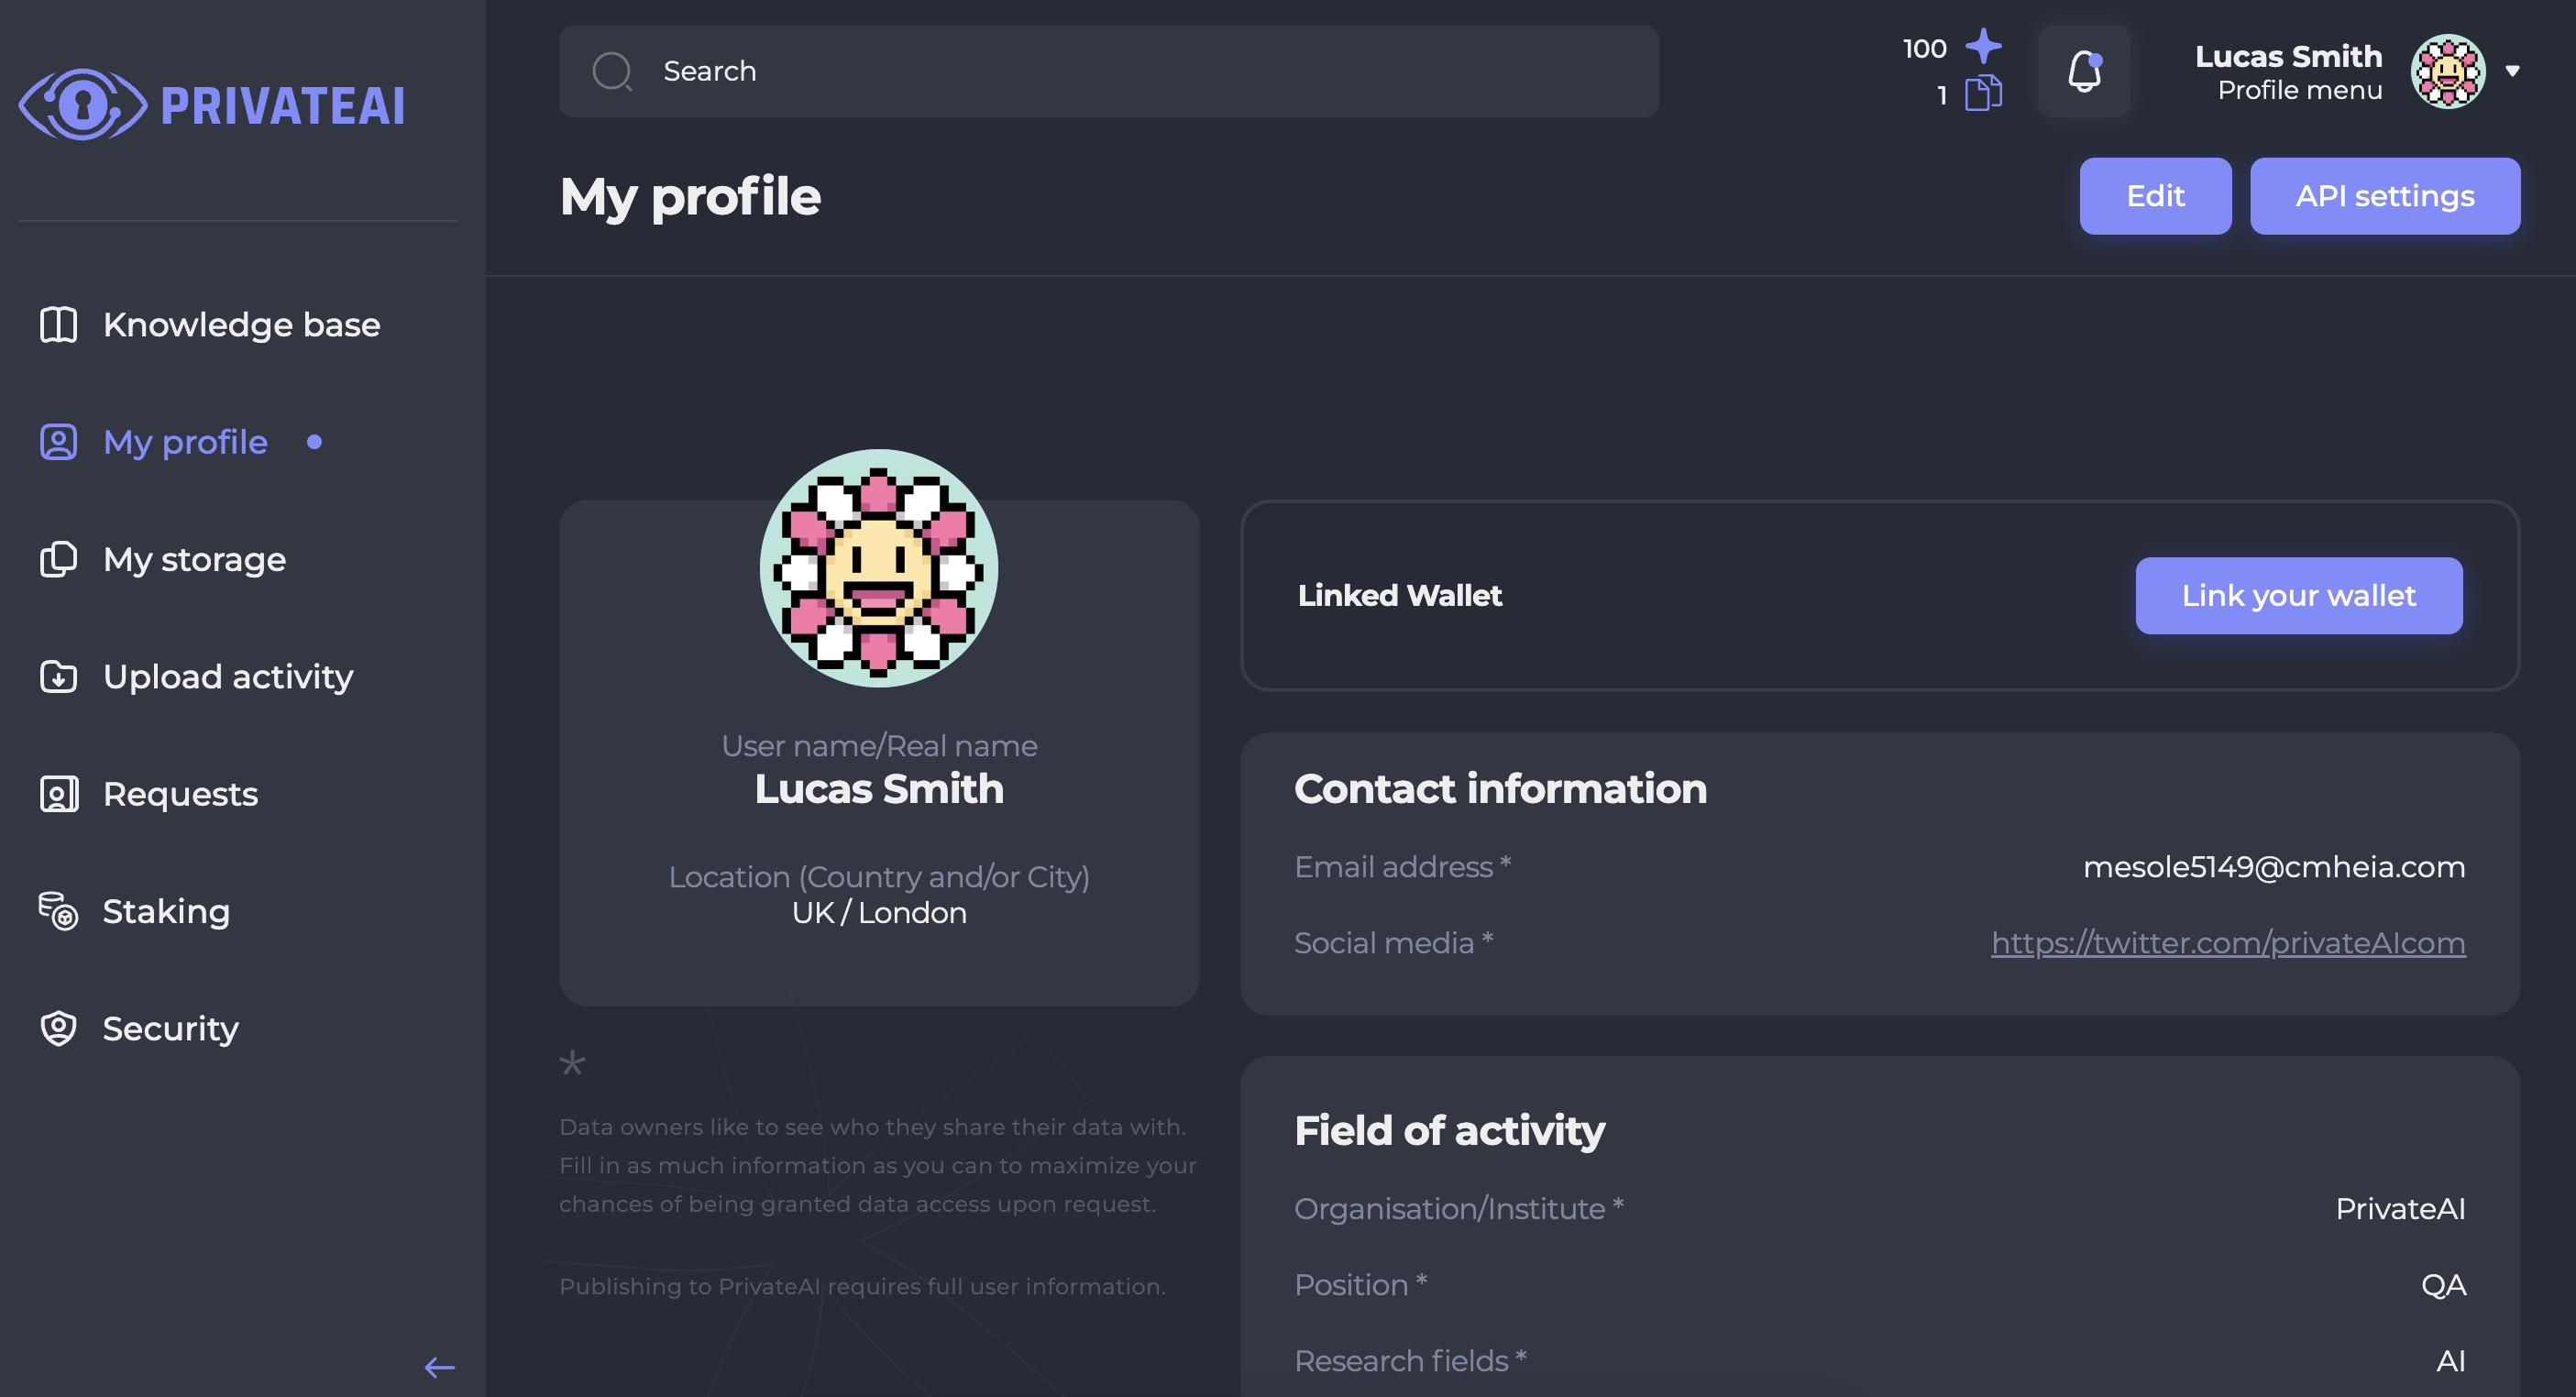 PRIVATEAI
Knowledge base
My profile
My storage
Upload activity
Requests
Staking
Security
Search
100
1
Lucas Smith
Profile menu
My profile
Edit
API settings
User name/Real name
Lucas Smith
Location (Country and/or City)
UK / London
*
Data owners like to see who they share their data with.
Fill in as much information as you can to maximize your
chances of being granted data access upon request.
Publishing to PrivateAI requires full user information.
Linked Wallet
Link your wallet
Contact information
Email address *
mesole5149@cmheia.com
Social media *
https://twitter.com/privateAIcom
Field of activity
Organisation/Institute *
PrivateAI
Position *
QA
Research fields *
AI